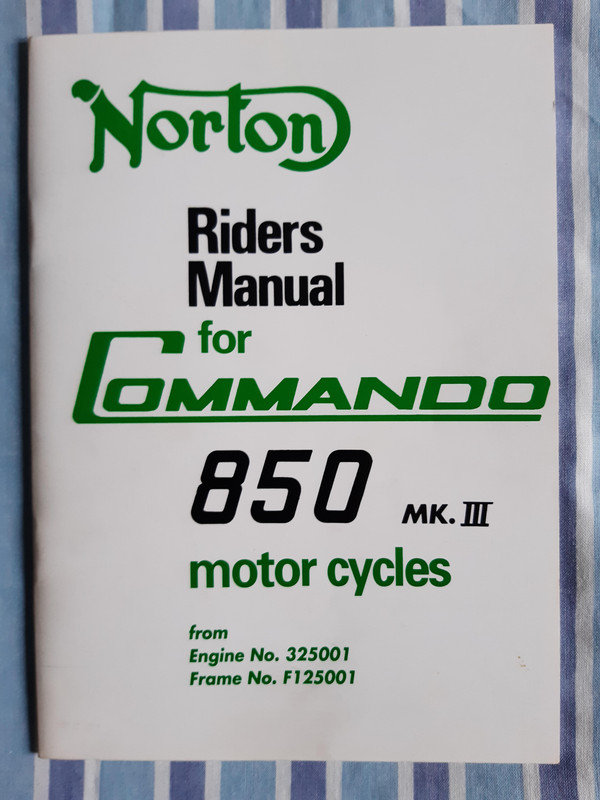 Norton
Riders
Manual
for
COMMANDO
850 MK. III
motor cycles
from
Engine No. 325001
Frame No. F125001